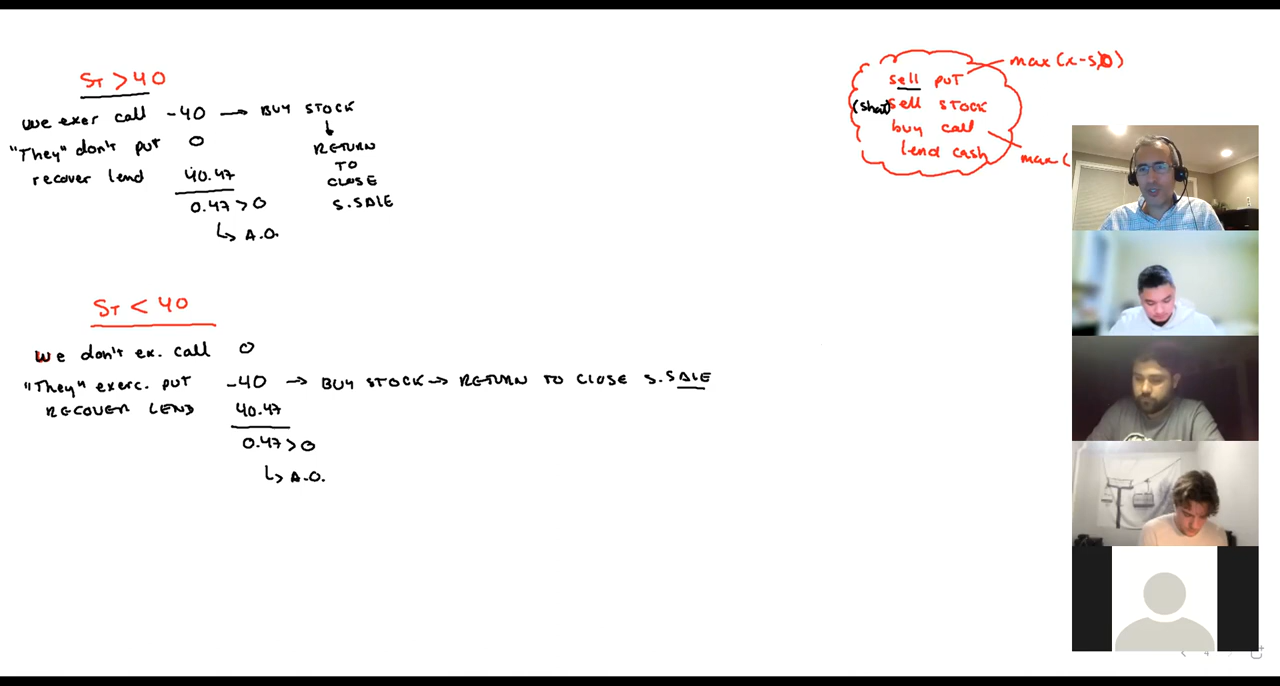 ST > 40
We exer call -40 → BUY STOCK
"They" don't put 0
recover lend 40.47
0.47 > 0
↳ A.O.
RETURN
TO
CLOSE
S.SALE
ST < 40
We don't ex. call 0
"They" exerc. put -40 → BUY STOCK → RETURN TO CLOSE S.SALE
RECOVER LEND 40.47
0.47 > 0
↳ A.O.
sell put
max(x-s,0)
(short) sell stock
buy call
lend cash
max(
4